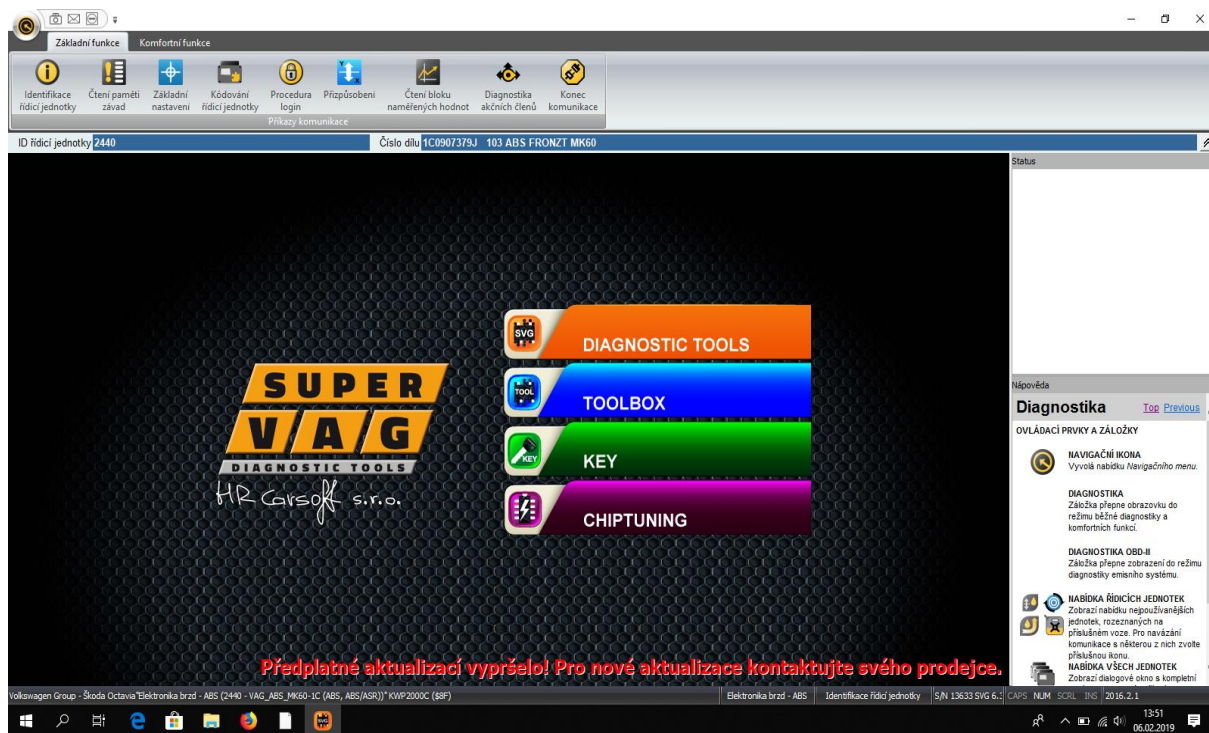 Základní funkce
Komfortní funkce
Identifikace řídicí jednotky
Čtení paměti závad
Základní nastavení
Kódování řídicí jednotky
Procedura login
Přizpůsobení
Čtení bloku naměřených hodnot
Diagnostika akčních členů
Konec komunikace
Příkazy komunikace
ID řídicí jednotky 2440
Číslo dílu 1C0907379J 103 ABS FRONZT MK60
SUPER
VAG
DIAGNOSTIC TOOLS
HR Carsoft s.r.o.
SVG
DIAGNOSTIC TOOLS
TOOL
TOOLBOX
KEY
KEY
CHIPTUNING
Předplatné aktualizací vypršelo! Pro nové aktualizace kontaktujte svého prodejce.
Status
Nápověda
Diagnostika Top Previous
OVLÁDACÍ PRVKY A ZÁLOŽKY
NAVIGAČNÍ IKONA
Vyvolá nabídku Navigačního menu.
DIAGNOSTIKA
Záložka přepne obrazovku do
režimu běžné diagnostiky a
komfortních funkcí.
DIAGNOSTIKA OBD-II
Záložka přepne zobrazení do režimu
diagnostiky emisního systému.
NABÍDKA ŘÍDICÍCH JEDNOTEK
Zobrazí nabídku nejpoužívanějších
jednotek, rozeznaných na
příslušném voze. Pro navázání
komunikace s některou z nich zvolte
příslušnou ikonu.
NABÍDKA VŠECH JEDNOTEK
Zobrazí dialogové okno s kompletní
Volkswagen Group - Škoda Octavia"Elektronika brzd - ABS (2440 - VAG_ABS_MK60-1C (ABS, ABS/ASR))" KWP2000C ($8F)
Elektronika brzd - ABS
Identifikace řídicí jednotky
S/N 13633 SVG 6.
CAPS NUM SCRL INS 2016.2.1
13:51
06.02.2019